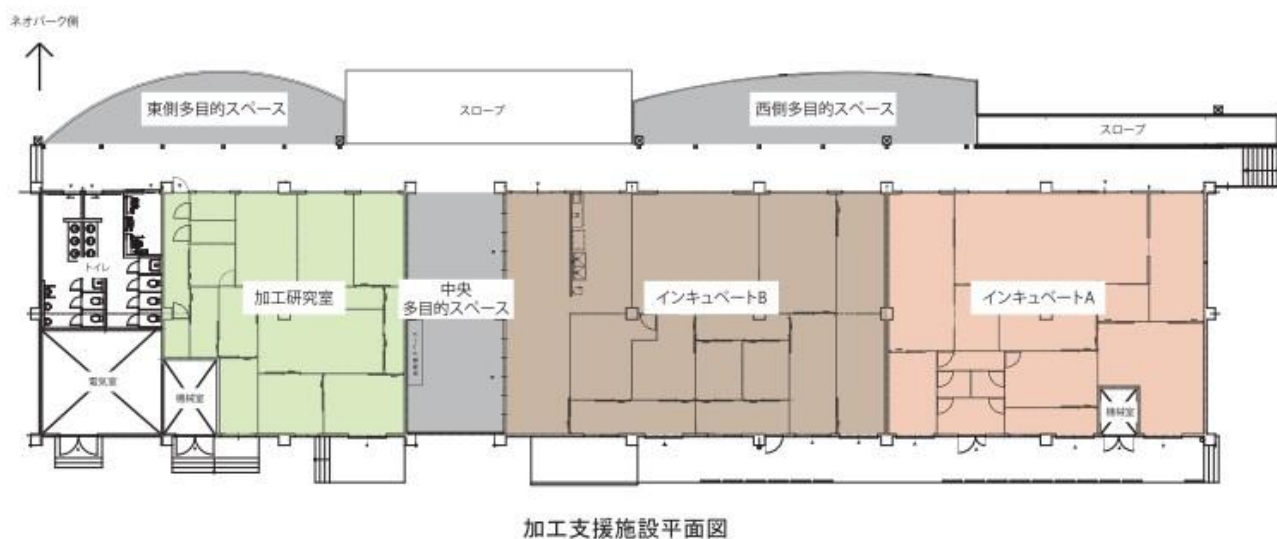 ネオパーク側
東側多目的スペース
スロープ
西側多目的スペース
スロープ
トイレ
加工研究室
中央
多目的スペース
インキュベートB
インキュベートA
電気室
機械室
機械室
加工支援施設平面図